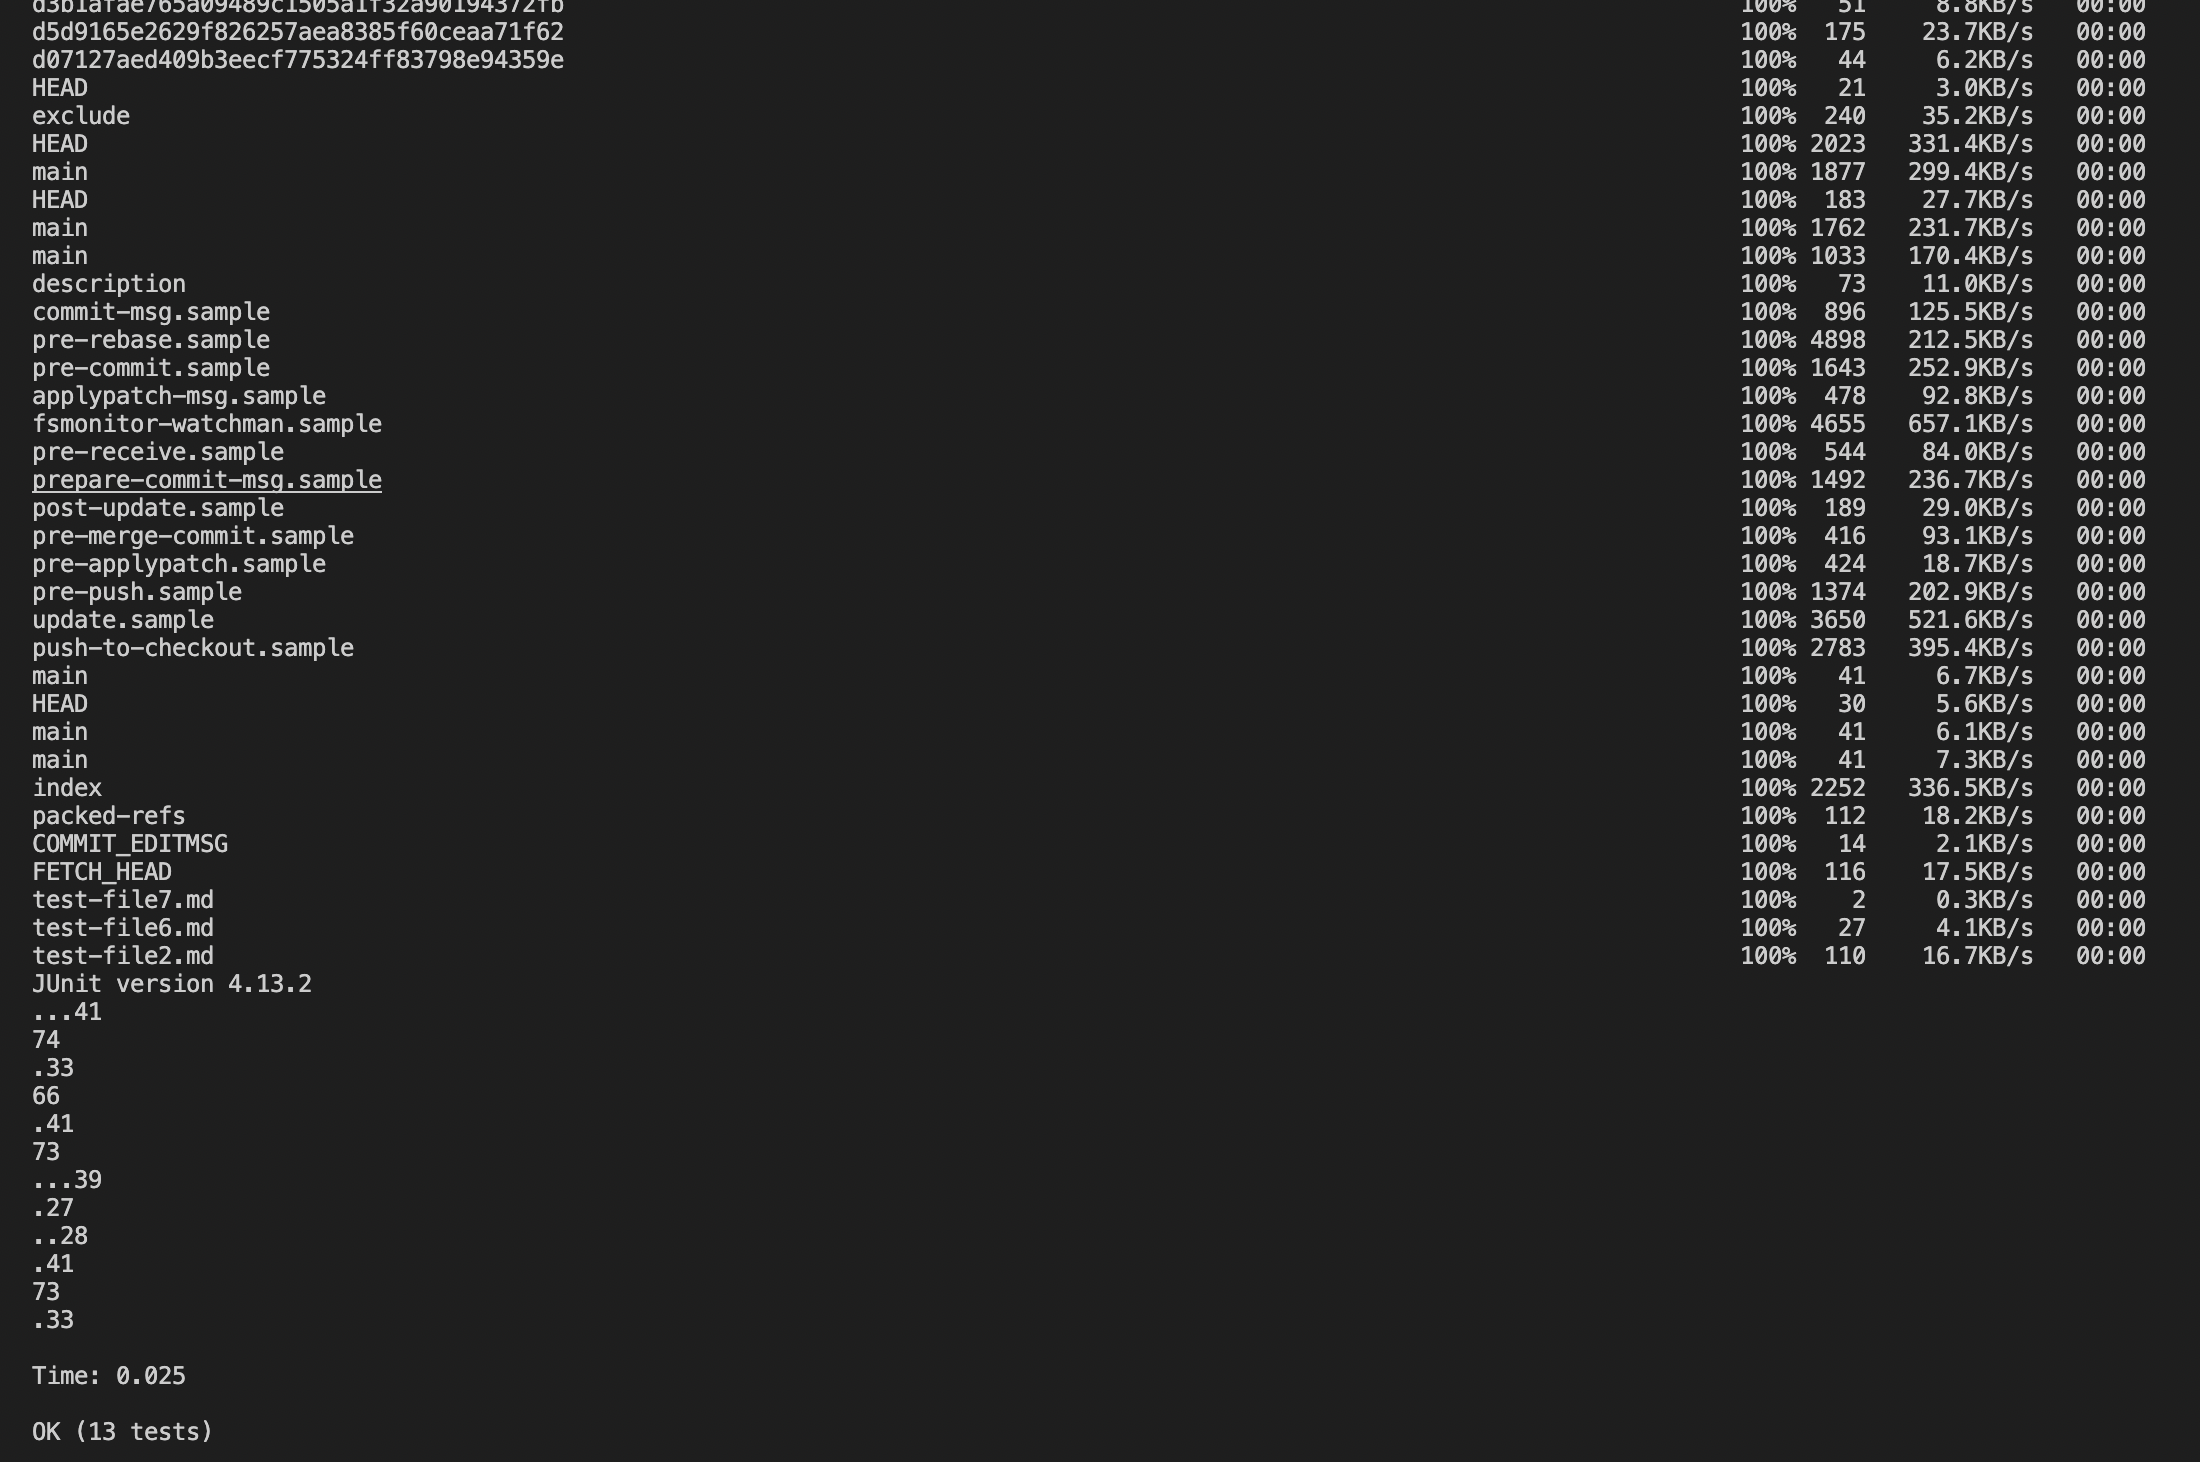 d3b1afae765a09489c1505a1f32a90194372fb 100% 51 8.8KB/s 00:00
d5d9165e2629f826257aea8385f60ceaa71f62 100% 175 23.7KB/s 00:00
d07127aed409b3eecf775324ff83798e94359e 100% 44 6.2KB/s 00:00
HEAD 100% 21 3.0KB/s 00:00
exclude 100% 240 35.2KB/s 00:00
HEAD 100% 2023 331.4KB/s 00:00
main 100% 1877 299.4KB/s 00:00
HEAD 100% 183 27.7KB/s 00:00
main 100% 1762 231.7KB/s 00:00
main 100% 1033 170.4KB/s 00:00
description 100% 73 11.0KB/s 00:00
commit-msg.sample 100% 896 125.5KB/s 00:00
pre-rebase.sample 100% 4898 212.5KB/s 00:00
pre-commit.sample 100% 1643 252.9KB/s 00:00
applypatch-msg.sample 100% 478 92.8KB/s 00:00
fsmonitor-watchman.sample 100% 4655 657.1KB/s 00:00
pre-receive.sample 100% 544 84.0KB/s 00:00
prepare-commit-msg.sample 100% 1492 236.7KB/s 00:00
post-update.sample 100% 189 29.0KB/s 00:00
pre-merge-commit.sample 100% 416 93.1KB/s 00:00
pre-applypatch.sample 100% 424 18.7KB/s 00:00
pre-push.sample 100% 1374 202.9KB/s 00:00
update.sample 100% 3650 521.6KB/s 00:00
push-to-checkout.sample 100% 2783 395.4KB/s 00:00
main 100% 41 6.7KB/s 00:00
HEAD 100% 30 5.6KB/s 00:00
main 100% 41 6.1KB/s 00:00
main 100% 41 7.3KB/s 00:00
index 100% 2252 336.5KB/s 00:00
packed-refs 100% 112 18.2KB/s 00:00
COMMIT_EDITMSG 100% 14 2.1KB/s 00:00
FETCH_HEAD 100% 116 17.5KB/s 00:00
test-file7.md 100% 2 0.3KB/s 00:00
test-file6.md 100% 27 4.1KB/s 00:00
test-file2.md 100% 110 16.7KB/s 00:00
JUnit version 4.13.2
...41
74
.33
66
.41
73
...39
.27
..28
.41
73
.33
Time: 0.025
OK (13 tests)